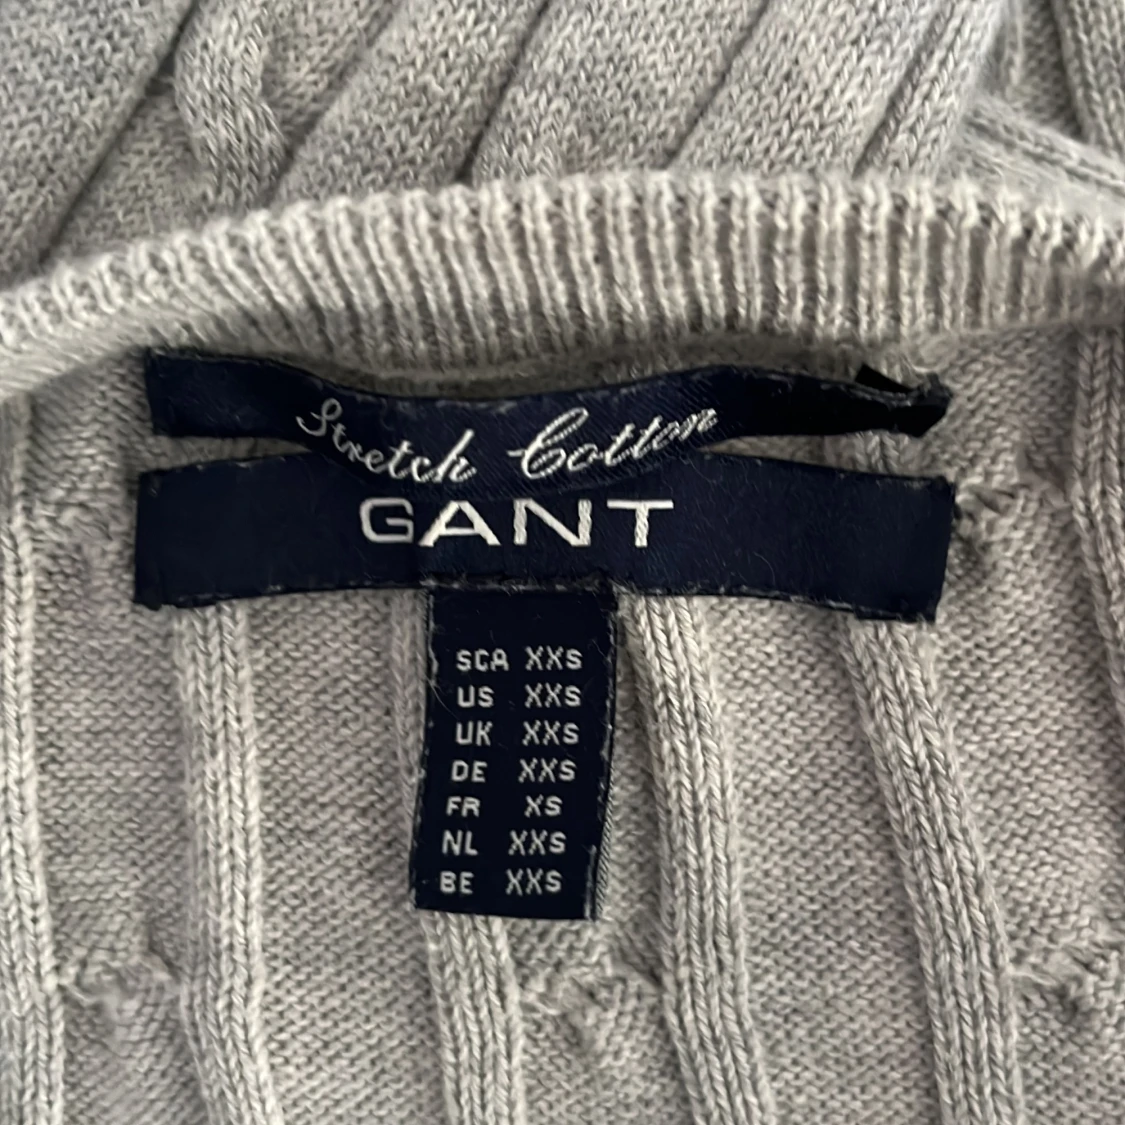 Stretch Cotton
GANT
SCA XXS
US XXS
UK XXS
DE XXS
FR XS
NL XXS
BE XXS